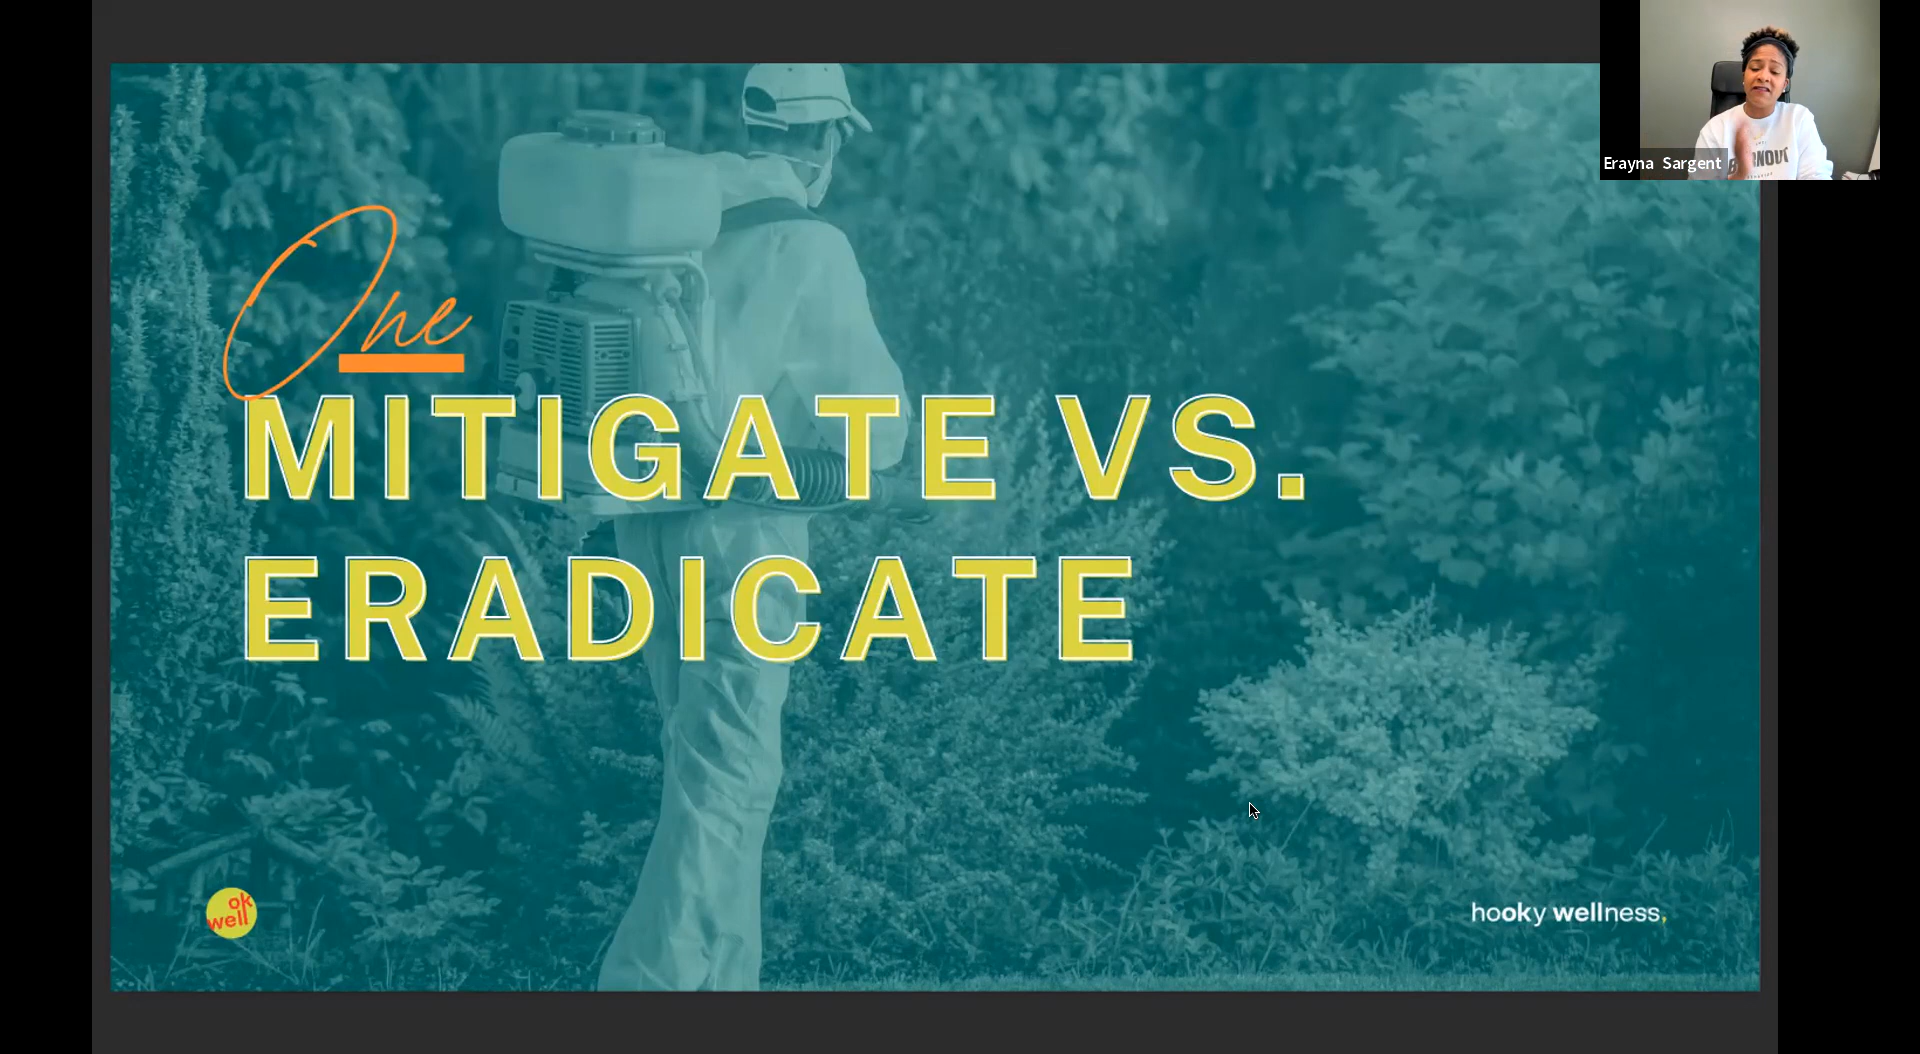 Erayna Sargent
One
MITIGATE VS.
ERADICATE
ok
well
hooky wellness.